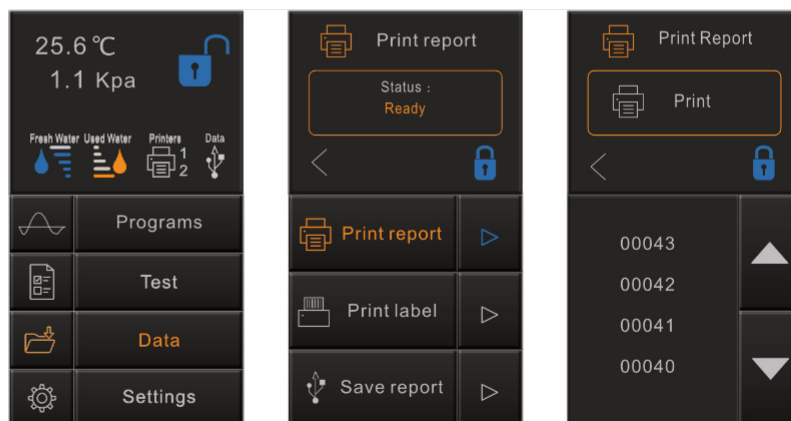 25.6 ℃
1.1 Kpa
Fresh Water Used Water Printers Data
1
2
Programs
Test
Data
Settings
Print report
Status :
Ready
Print report
Print label
Save report
Print Report
Print
00043
00042
00041
00040